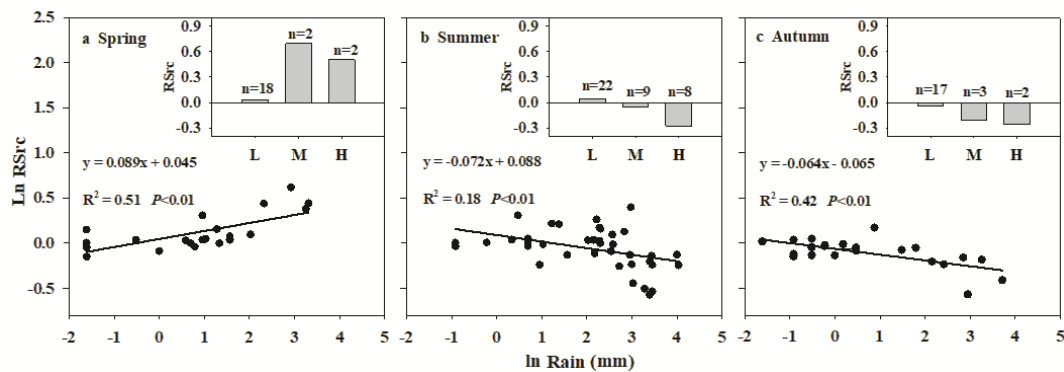 Ln RSrc
2.5
2.0
1.5
1.0
0.5
0.0
-0.5
a Spring
RSrc
0.9
0.6
0.3
0.0
-0.3
n=18
n=2
n=2
L M H
y = 0.089x + 0.045
R² = 0.51 P<0.01
-2 -1 0 1 2 3 4 5
b Summer
RSrc
0.9
0.6
0.3
0.0
-0.3
n=22
n=9
n=8
L M H
y = -0.072x + 0.088
R² = 0.18 P<0.01
-2 -1 0 1 2 3 4 5
c Autumn
RSrc
0.9
0.6
0.3
0.0
-0.3
n=17
n=3
n=2
L M H
y = -0.064x - 0.065
R² = 0.42 P<0.01
-2 -1 0 1 2 3 4 5
ln Rain (mm)